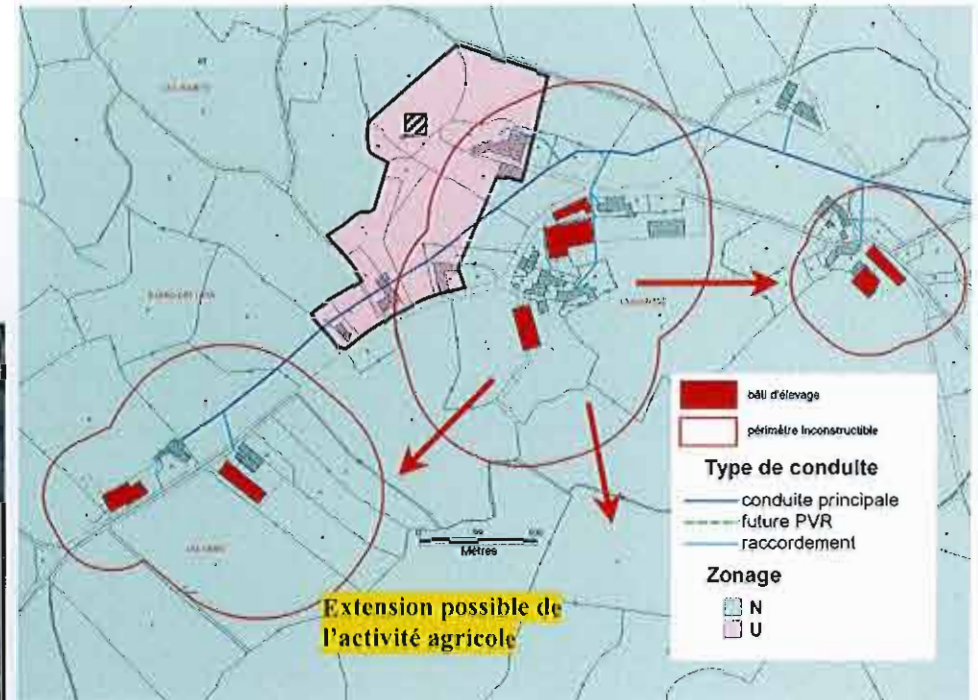 bâti d'élevage
périmètre inconstructible
Type de conduite
conduite principale
future PVR
raccordement
Zonage
N
U
Mètres
Extension possible de
l'activité agricole